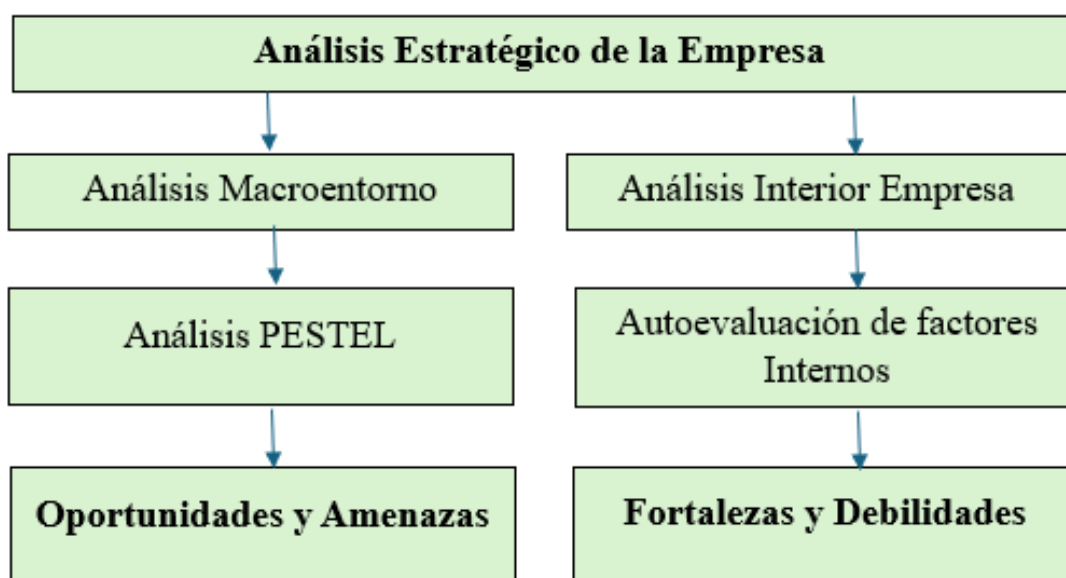 Análisis Estratégico de la Empresa
Análisis Macroentorno
Análisis Interior Empresa
Análisis PESTEL
Autoevaluación de factores
Internos
Oportunidades y Amenazas
Fortalezas y Debilidades